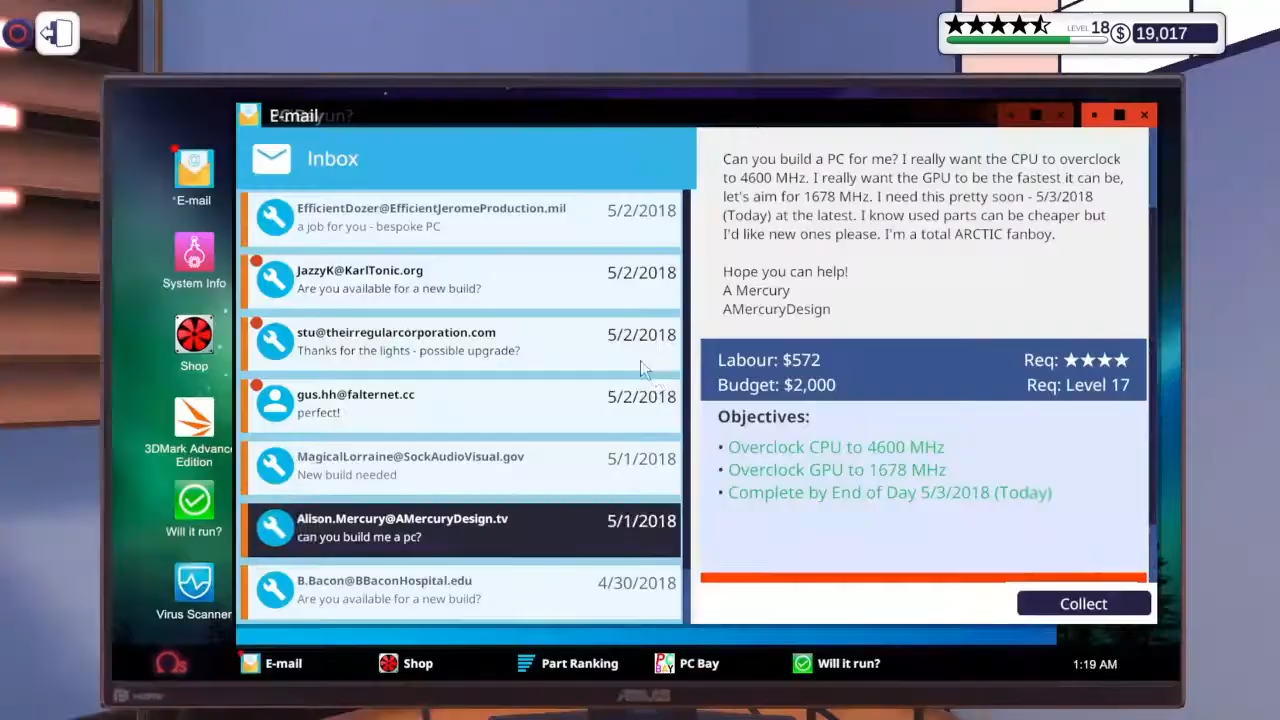 LEVEL 18
$ 19,017
E-mail
Inbox
EfficientDozer@EfficientJeromeProduction.mil 5/2/2018
a job for you - bespoke PC
JazzyK@KarlTonic.org 5/2/2018
Are you available for a new build?
stu@theirregularcorporation.com 5/2/2018
Thanks for the lights - possible upgrade?
gus.hh@falternet.cc 5/2/2018
perfect!
MagicalLorraine@SockAudioVisual.gov 5/1/2018
New build needed
Alison.Mercury@AMercuryDesign.tv 5/1/2018
can you build me a pc?
B.Bacon@BBaconHospital.edu 4/30/2018
Are you available for a new build?
Can you build a PC for me? I really want the CPU to overclock
to 4600 MHz. I really want the GPU to be the fastest it can be,
let's aim for 1678 MHz. I need this pretty soon - 5/3/2018
(Today) at the latest. I know used parts can be cheaper but
I'd like new ones please. I'm a total ARCTIC fanboy.
Hope you can help!
A Mercury
AMercuryDesign
Labour: $572 Req: ★★★★
Budget: $2,000 Req: Level 17
Objectives:
• Overclock CPU to 4600 MHz
• Overclock GPU to 1678 MHz
• Complete by End of Day 5/3/2018 (Today)
Collect
E-mail
System Info
Shop
3DMark Advanc
Edition
Will it run?
Virus Scanner
E-mail Shop Part Ranking PC Bay Will it run? 1:19 AM
ASUS